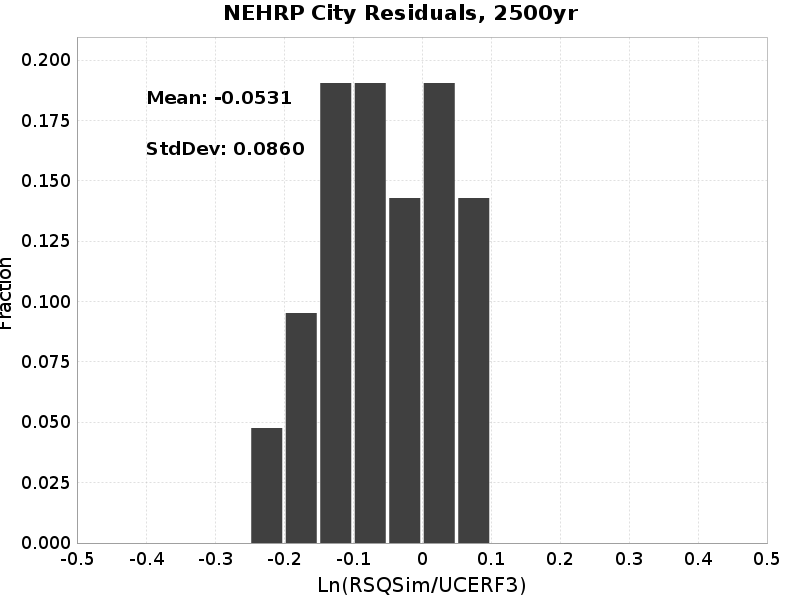 NEHRP City Residuals, 2500yr
Mean: -0.0531
StdDev: 0.0860
Fraction
0.200
0.175
0.150
0.125
0.100
0.075
0.050
0.025
0.000
-0.5 -0.4 -0.3 -0.2 -0.1 0 0.1 0.2 0.3 0.4 0.5
Ln(RSQSim/UCERF3)